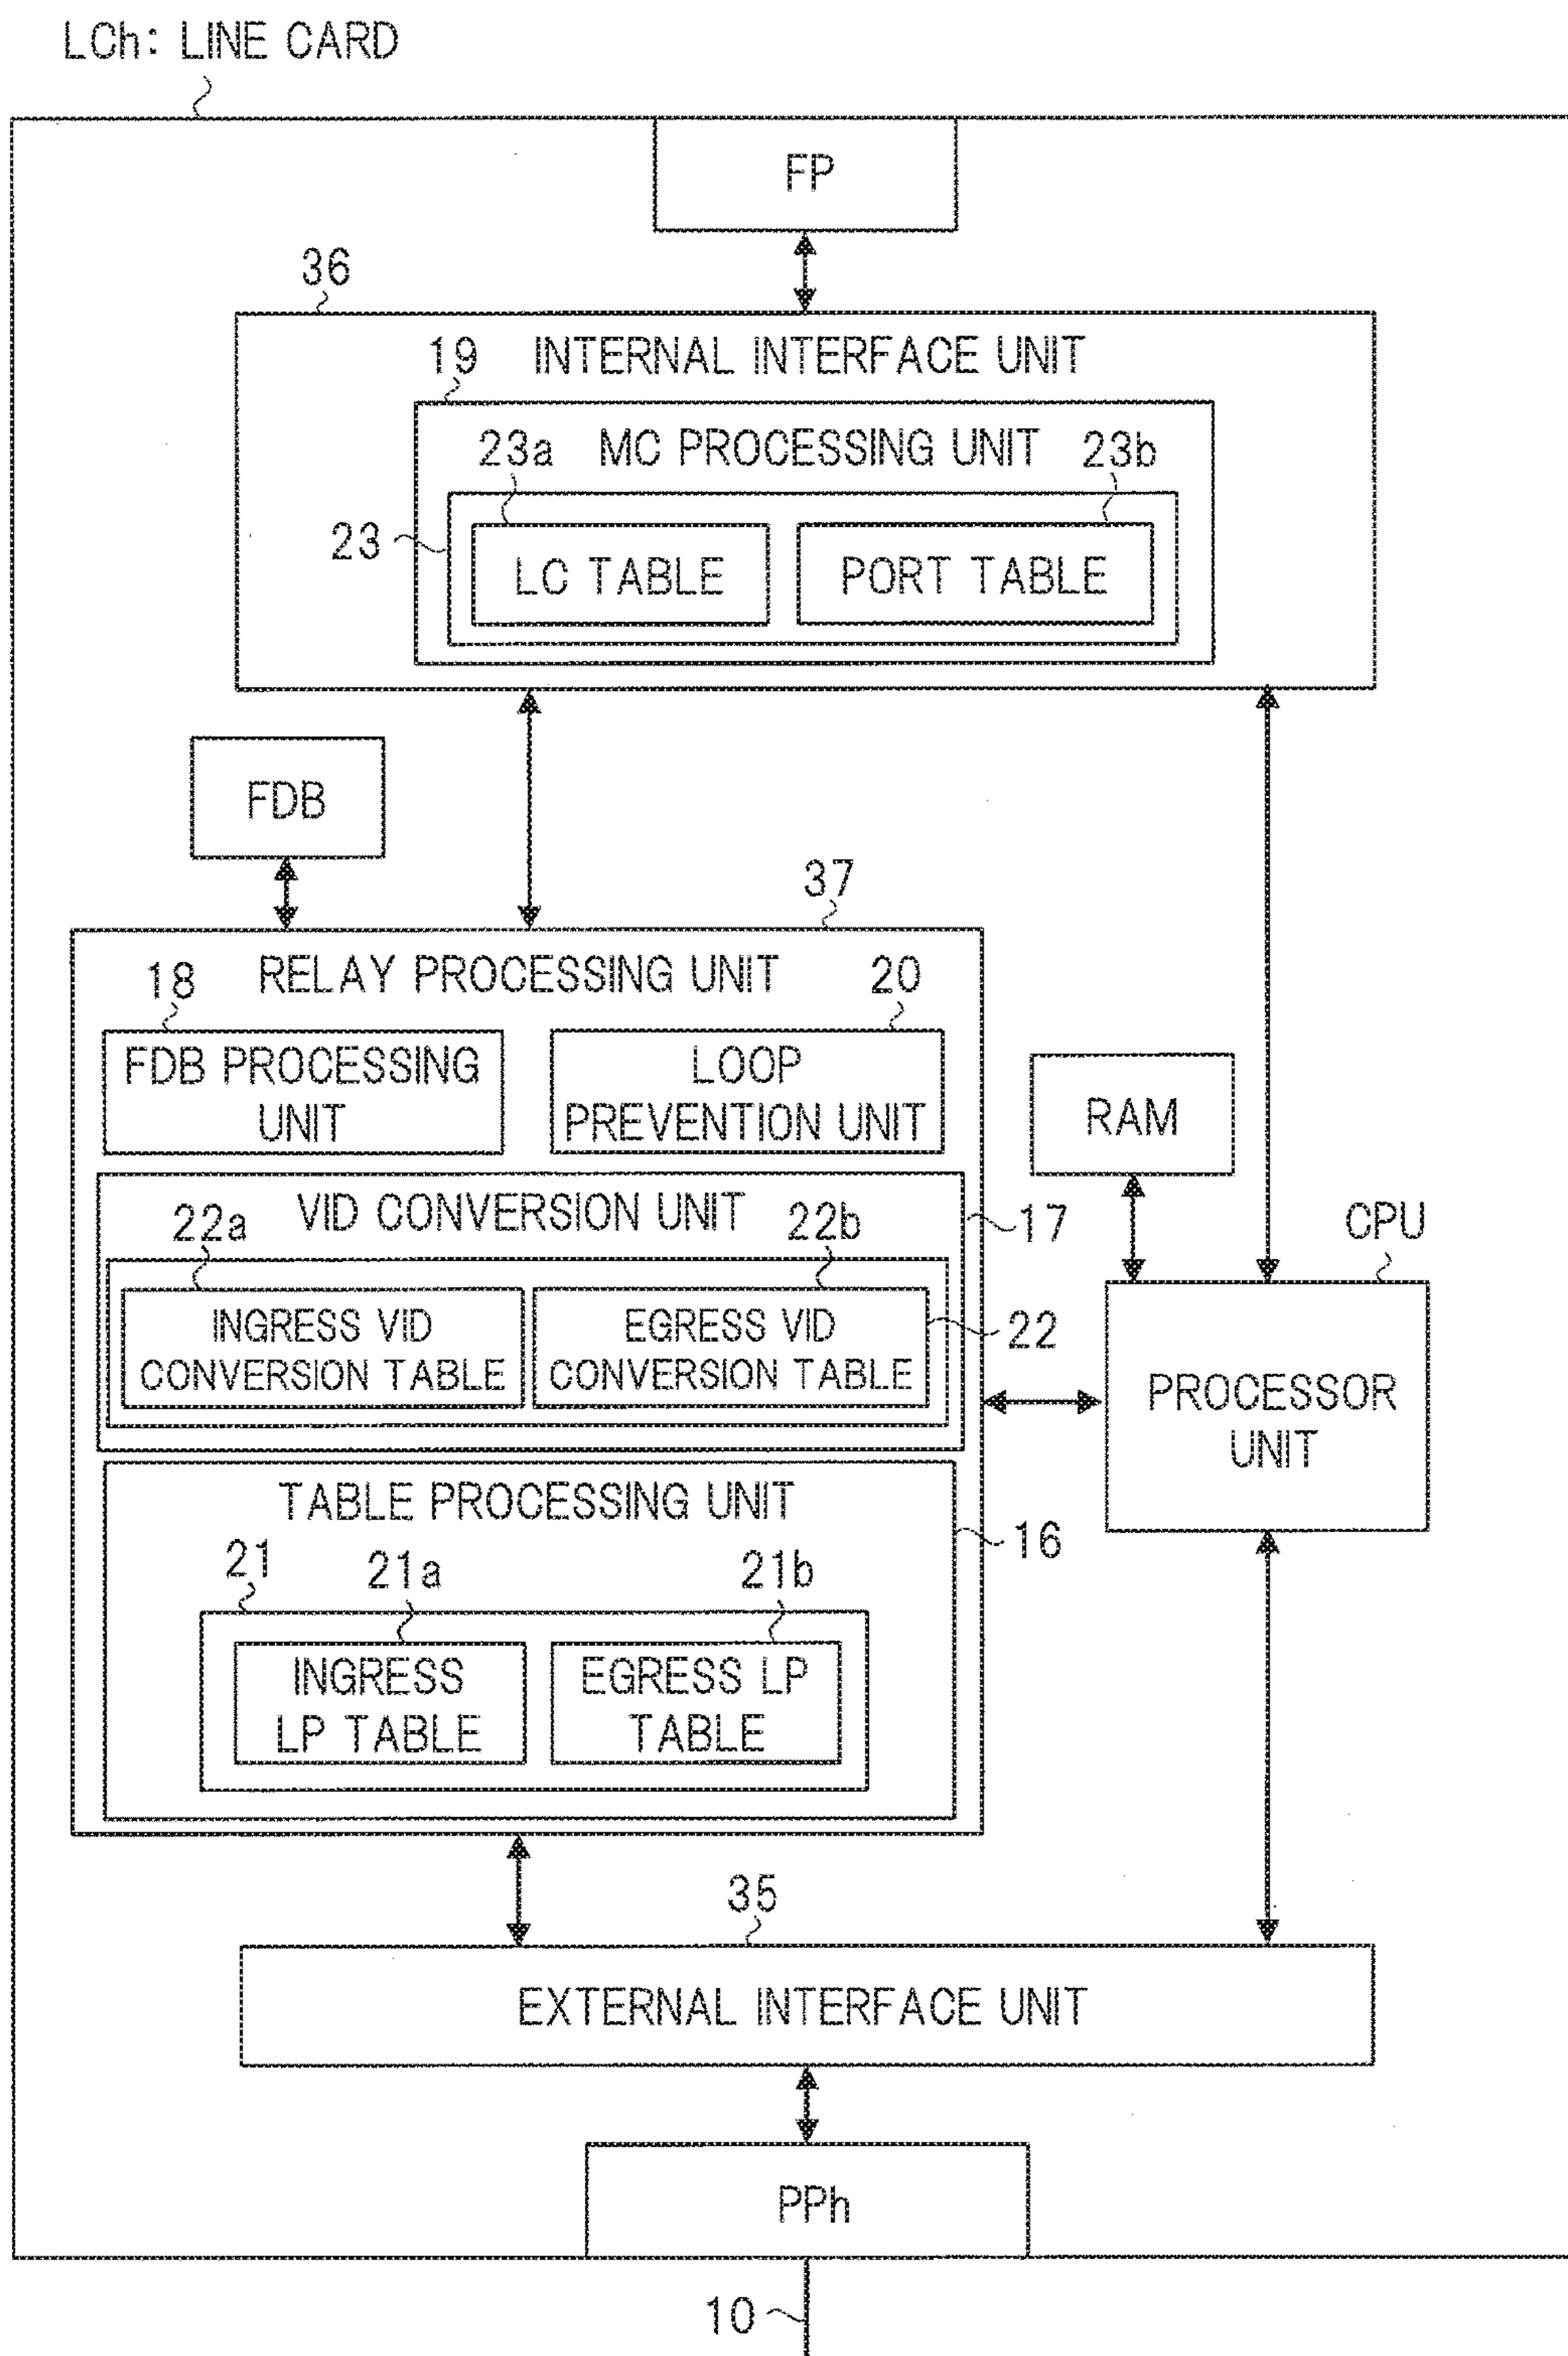 LCh: LINE CARD
FP
36
INTERNAL INTERFACE UNIT
19
MC PROCESSING UNIT
23a
23b
23
LC TABLE
PORT TABLE
FDB
37
RELAY PROCESSING UNIT
18
20
FDB PROCESSING
UNIT
LOOP
PREVENTION UNIT
RAM
VID CONVERSION UNIT
22a
22b
17
CPU
INGRESS VID
CONVERSION TABLE
EGRESS VID
CONVERSION TABLE
22
PROCESSOR
UNIT
TABLE PROCESSING UNIT
16
21
21a
21b
INGRESS
LP TABLE
EGRESS LP
TABLE
35
EXTERNAL INTERFACE UNIT
PPh
10